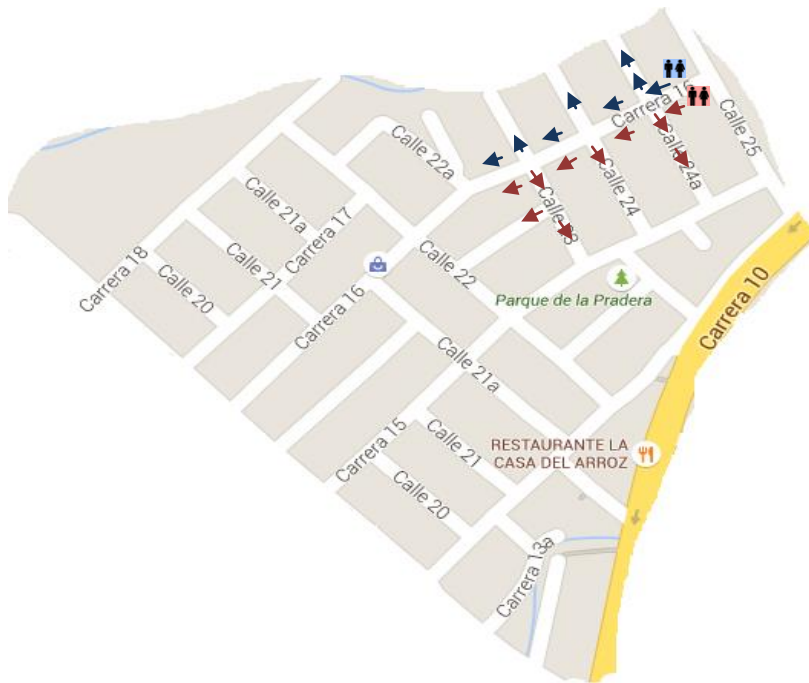 Carrera 16
Calle 25
Calle 24a
Calle 24
Calle 23
Calle 22a
Calle 21a
Carrera 17
Calle 21
Calle 20
Carrera 18
Calle 22
Carrera 16
Parque de la Pradera
Carrera 10
Calle 21a
Carrera 15
Calle 21
Calle 20
RESTAURANTE LA
CASA DEL ARROZ
Carrera 13a